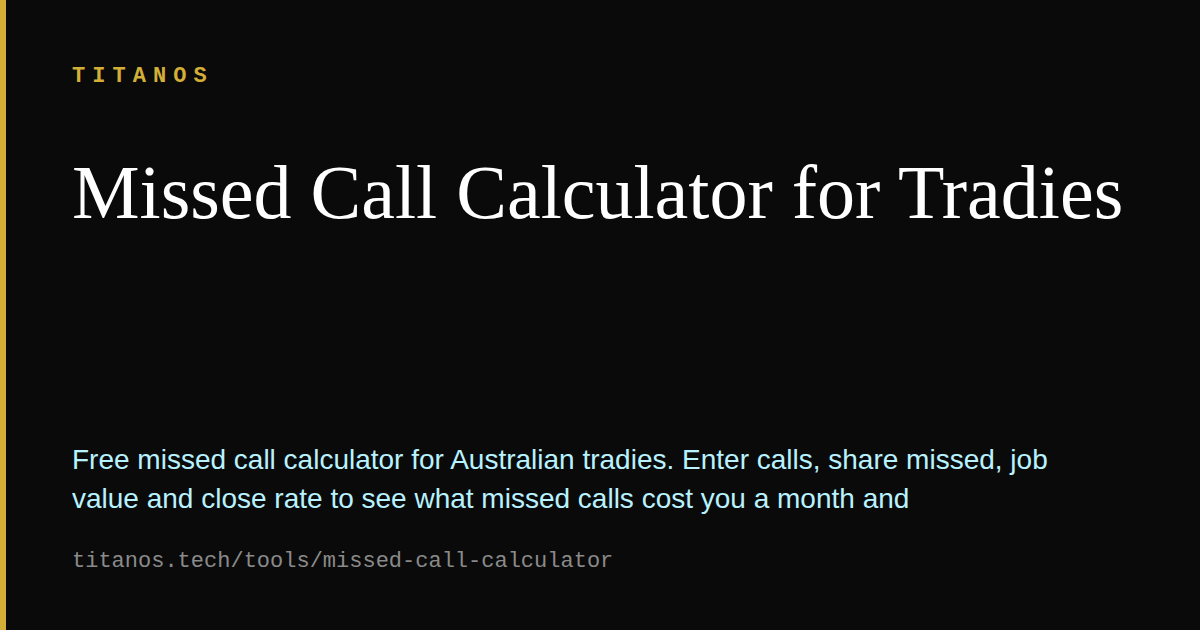 TITANOS
Missed Call Calculator for Tradies
Free missed call calculator for Australian tradies. Enter calls, share missed, job
value and close rate to see what missed calls cost you a month and
titanos.tech/tools/missed-call-calculator